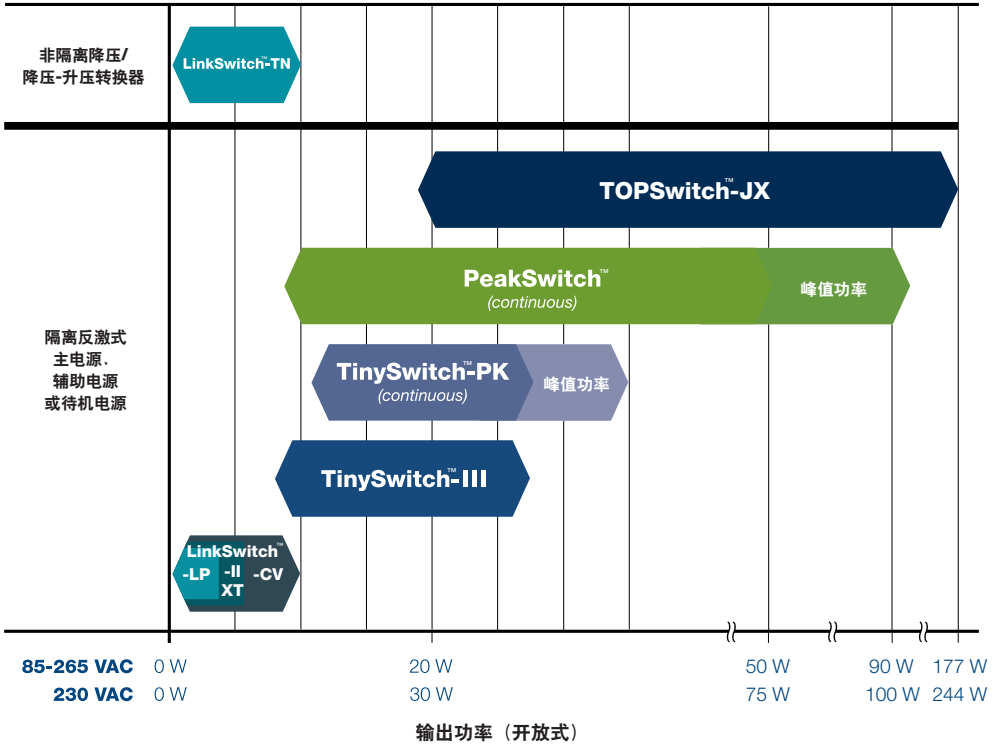 非隔离降压/
降压-升压转换器
LinkSwitch™-TN
TOPSwitch™-JX
PeakSwitch™
(continuous)
峰值功率
隔离反激式
主电源、
辅助电源
或待机电源
TinySwitch™-PK
(continuous)
峰值功率
TinySwitch™-III
LinkSwitch™
-LP -II -CV
XT
85-265 VAC 0 W 20 W 50 W 90 W 177 W
230 VAC 0 W 30 W 75 W 100 W 244 W
输出功率（开放式）